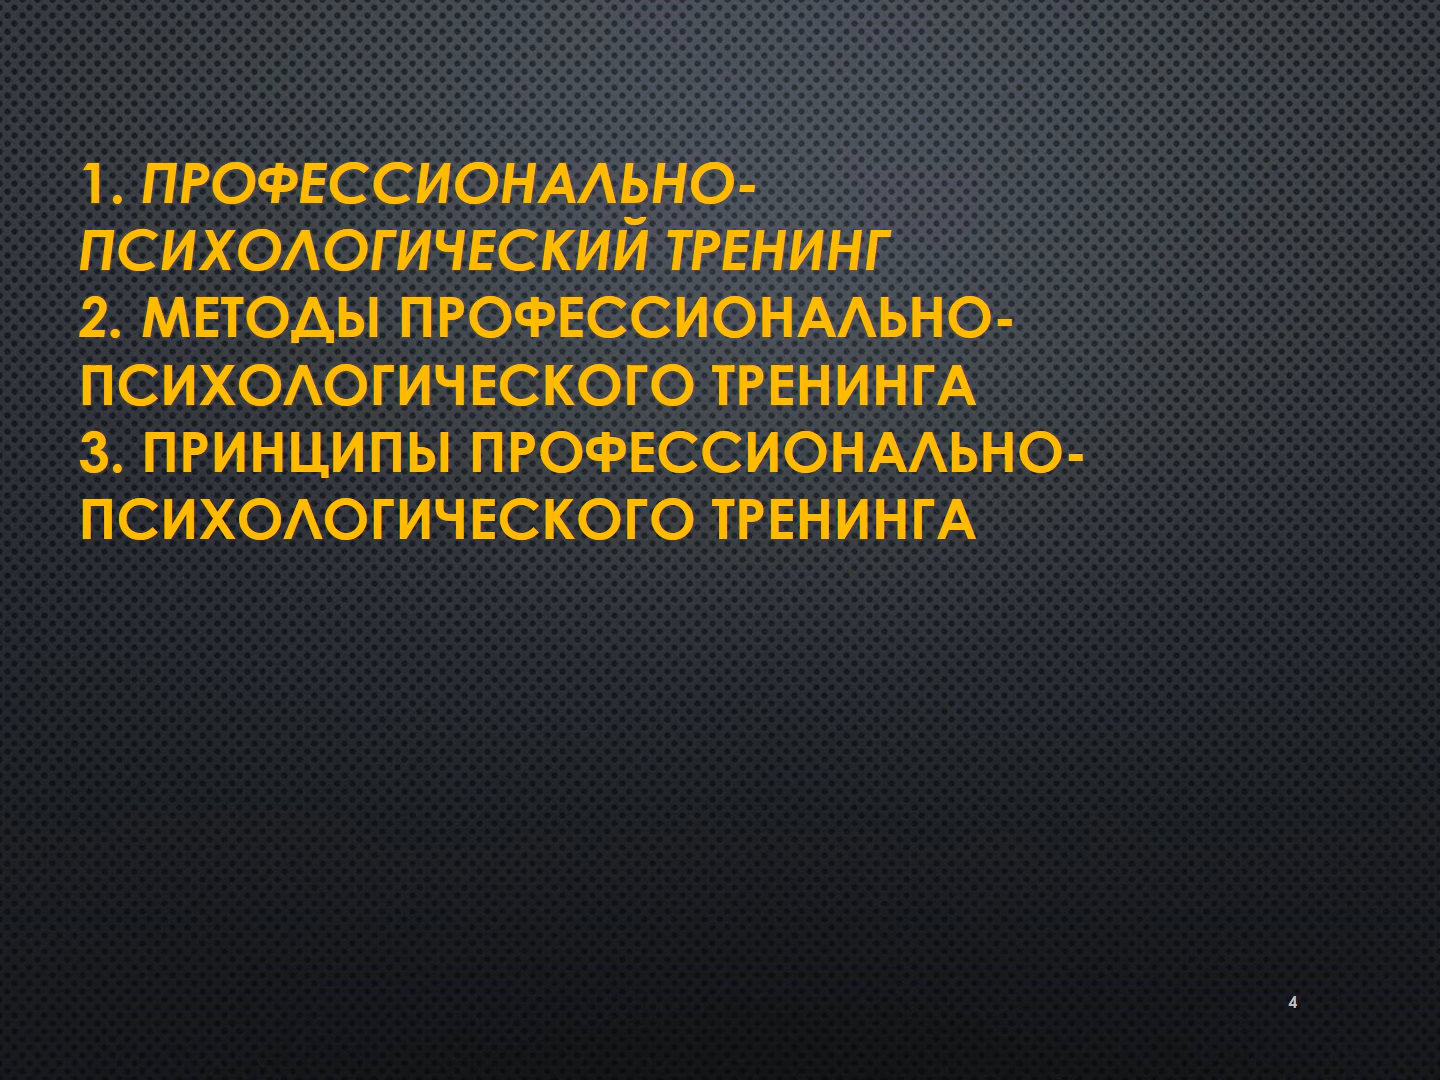 1. ПРОФЕССИОНАЛЬНО-
ПСИХОЛОГИЧЕСКИЙ ТРЕНИНГ
2. МЕТОДЫ ПРОФЕССИОНАЛЬНО-
ПСИХОЛОГИЧЕСКОГО ТРЕНИНГА
3. ПРИНЦИПЫ ПРОФЕССИОНАЛЬНО-
ПСИХОЛОГИЧЕСКОГО ТРЕНИНГА
4